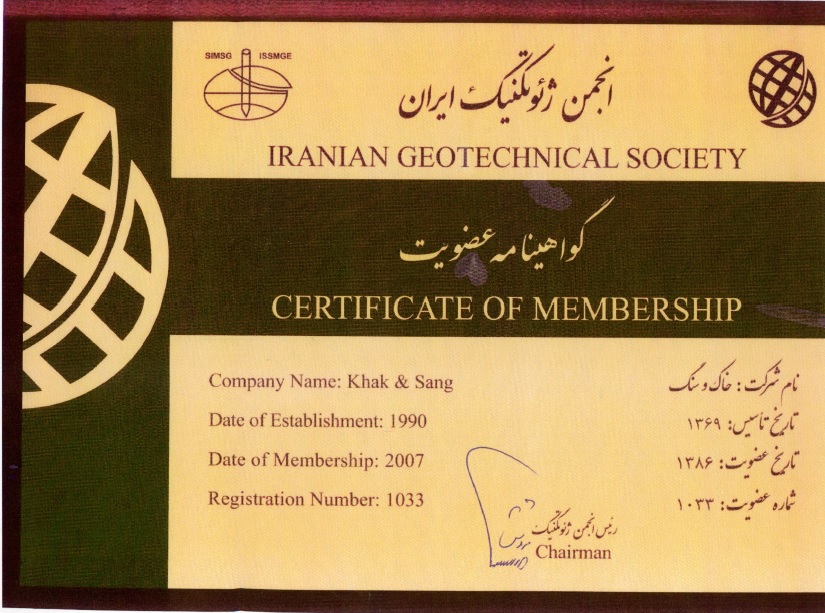 SIMSG ISSMGE
انجمن ژئوتکنیک ایران
IRANIAN GEOTECHNICAL SOCIETY
گواهینامه عضویت
CERTIFICATE OF MEMBERSHIP
Company Name: Khak & Sang
Date of Establishment: 1990
Date of Membership: 2007
Registration Number: 1033
نام شرکت: خاک و سنگ
تاریخ تأسیس: ۱۳۶۹
تاریخ عضویت: ۱۳۸۶
شماره عضویت: ۱۰۳۳
رئیس انجمن ژئوتکنیک
Chairman